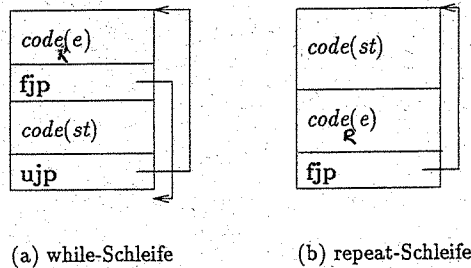 code(e)
R
fjp
code(st)
ujp
(a) while-Schleife
code(st)
code(e)
R
fjp
(b) repeat-Schleife